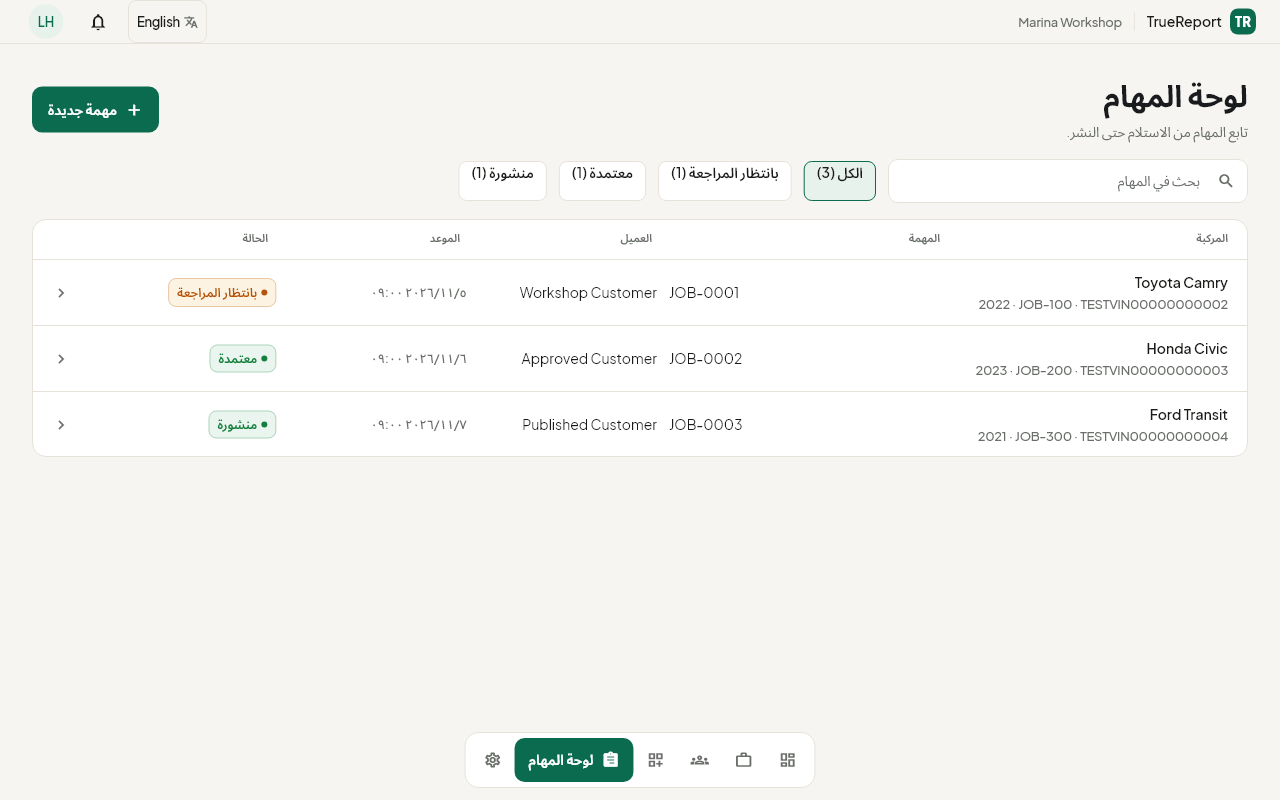 TR TrueReport Marina Workshop English LH
لوحة المهام
تابع المهام من الاستلام حتى النشر.
مهمة جديدة
بحث في المهام الكل (3) بانتظار المراجعة (1) معتمدة (1) منشورة (1)
المركبة المهمة العميل الموعد الحالة
Toyota Camry
2022 · JOB-100 · TESTVIN00000000002
JOB-0001 Workshop Customer ٢٠٢٦/١١/٥ ٠٩:٠٠ بانتظار المراجعة
Honda Civic
2023 · JOB-200 · TESTVIN00000000003
JOB-0002 Approved Customer ٢٠٢٦/١١/٦ ٠٩:٠٠ معتمدة
Ford Transit
2021 · JOB-300 · TESTVIN00000000004
JOB-0003 Published Customer ٢٠٢٦/١١/٧ ٠٩:٠٠ منشورة
لوحة المهام